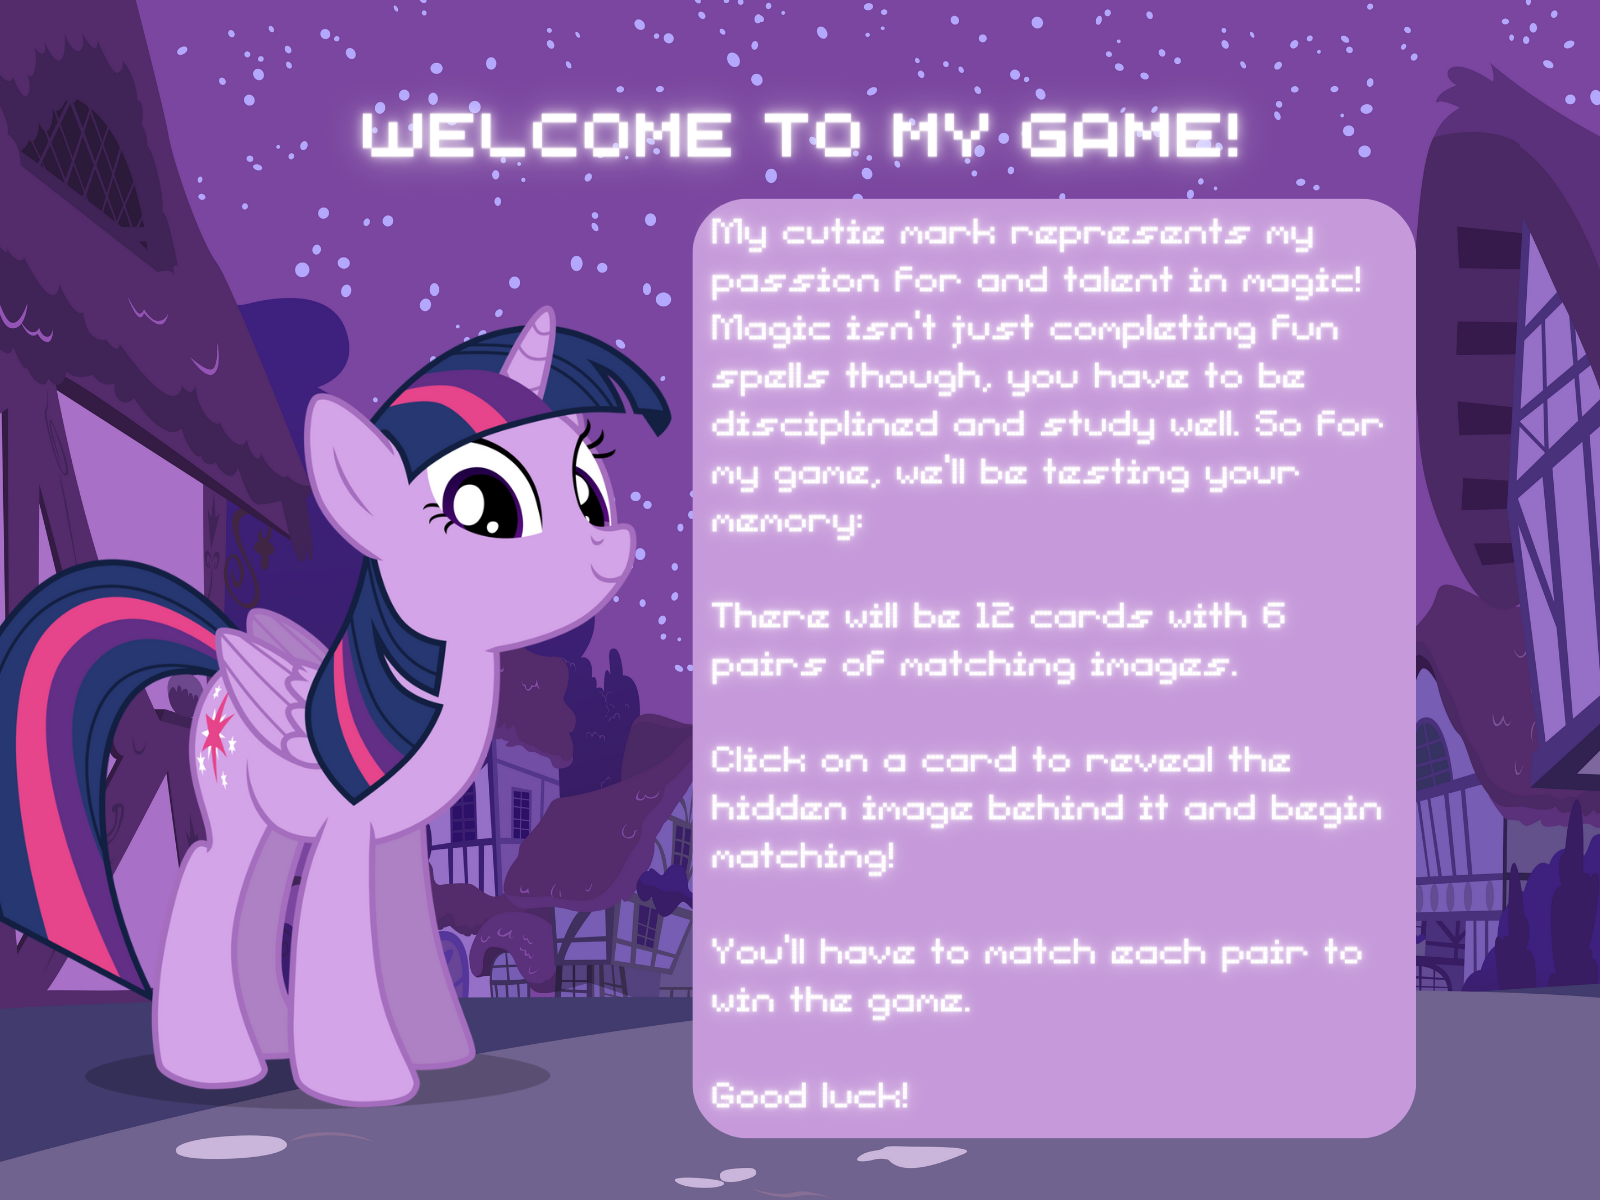 WELCOME TO MY GAME!
My cutie mark represents my
passion for and talent in magic!
Magic isn't just completing fun
spells though, you have to be
disciplined and study well. So for
my game, we'll be testing your
memory:
There will be 12 cards with 6
pairs of matching images.
Click on a card to reveal the
hidden image behind it and begin
matching!
You'll have to match each pair to
win the game.
Good luck!